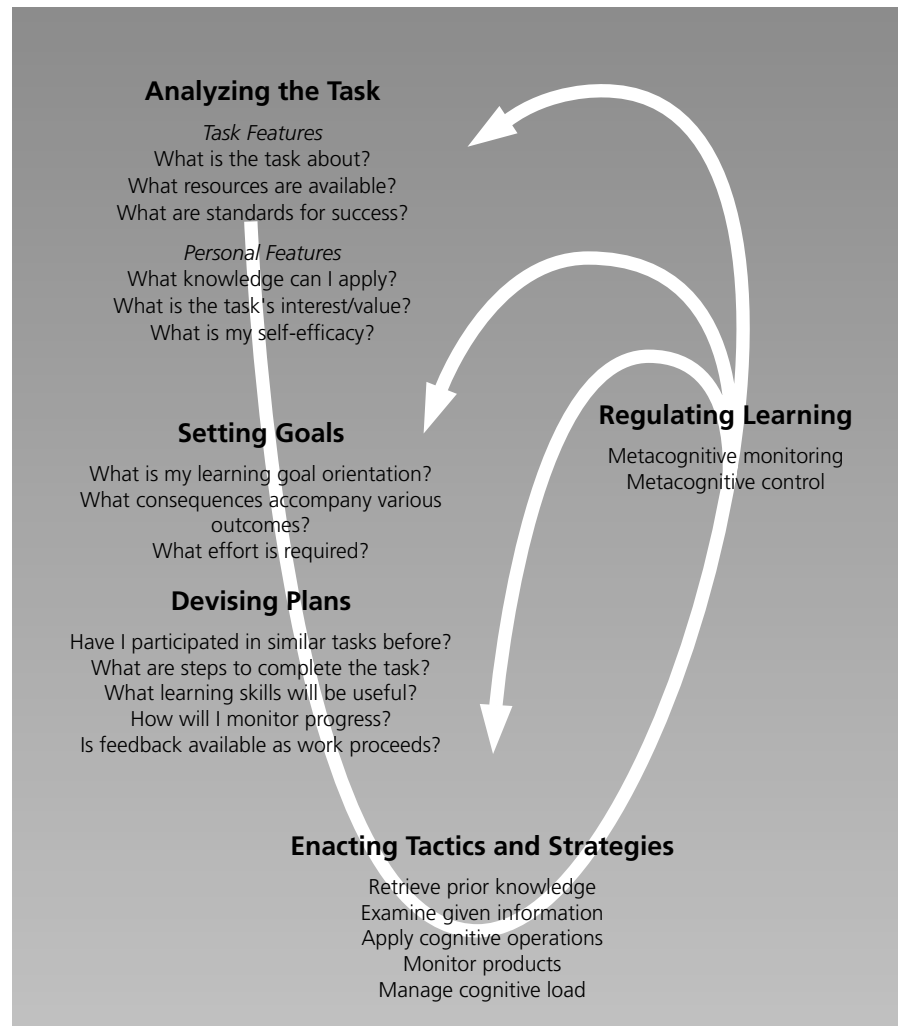 Analyzing the Task
Task Features
What is the task about?
What resources are available?
What are standards for success?
Personal Features
What knowledge can I apply?
What is the task's interest/value?
What is my self-efficacy?
Setting Goals
What is my learning goal orientation?
What consequences accompany various
outcomes?
What effort is required?
Devising Plans
Have I participated in similar tasks before?
What are steps to complete the task?
What learning skills will be useful?
How will I monitor progress?
Is feedback available as work proceeds?
Regulating Learning
Metacognitive monitoring
Metacognitive control
Enacting Tactics and Strategies
Retrieve prior knowledge
Examine given information
Apply cognitive operations
Monitor products
Manage cognitive load